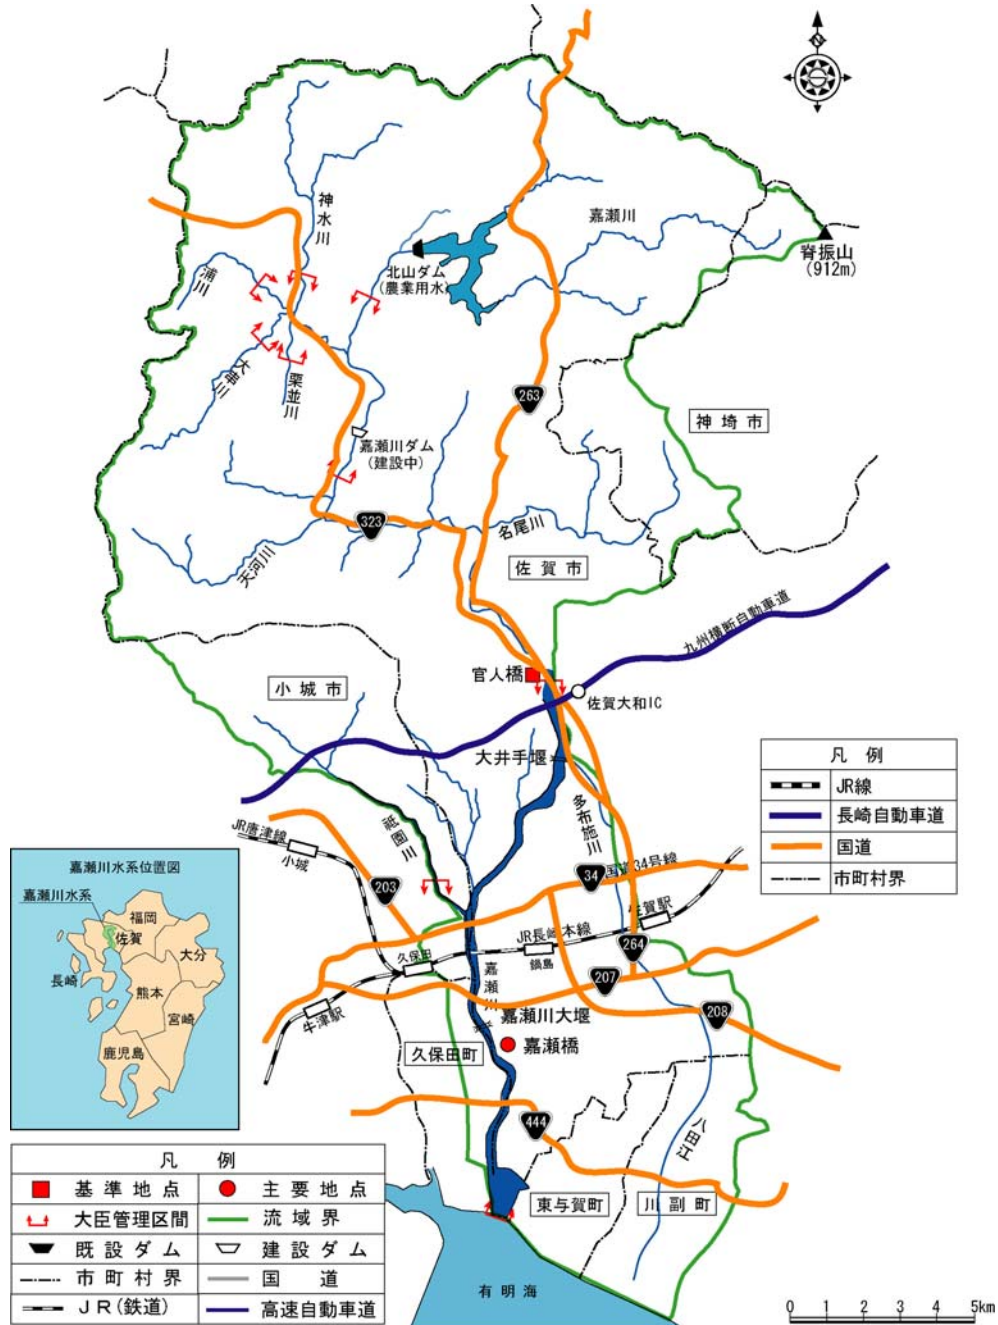 N
神水川
嘉瀬川
脊振山
(912m)
北山ダム
(農業用水)
浦川
大串川
栗並川
263
神埼市
嘉瀬川ダム
(建設中)
323
名尾川
天河川
佐賀市
九州横断自動車道
官人橋
小城市
佐賀大和IC
大井手堰
凡例
JR線
長崎自動車道
国道
市町村界
多布施川
祇園川
JR唐津線
小城
国道34号線
34
203
嘉瀬川水系位置図
嘉瀬川水系
福岡
佐賀
大分
長崎
熊本
宮崎
鹿児島
佐賀駅
JR長崎本線
264
久保田
鍋島
嘉瀬川
207
牛津駅
208
嘉瀬川大堰
嘉瀬橋
久保田町
444
八田江
東与賀町
川副町
有明海
凡例
基準地点
主要地点
大臣管理区間
流域界
既設ダム
建設ダム
市町村界
国道
JR(鉄道)
高速自動車道
0 1 2 3 4 5km